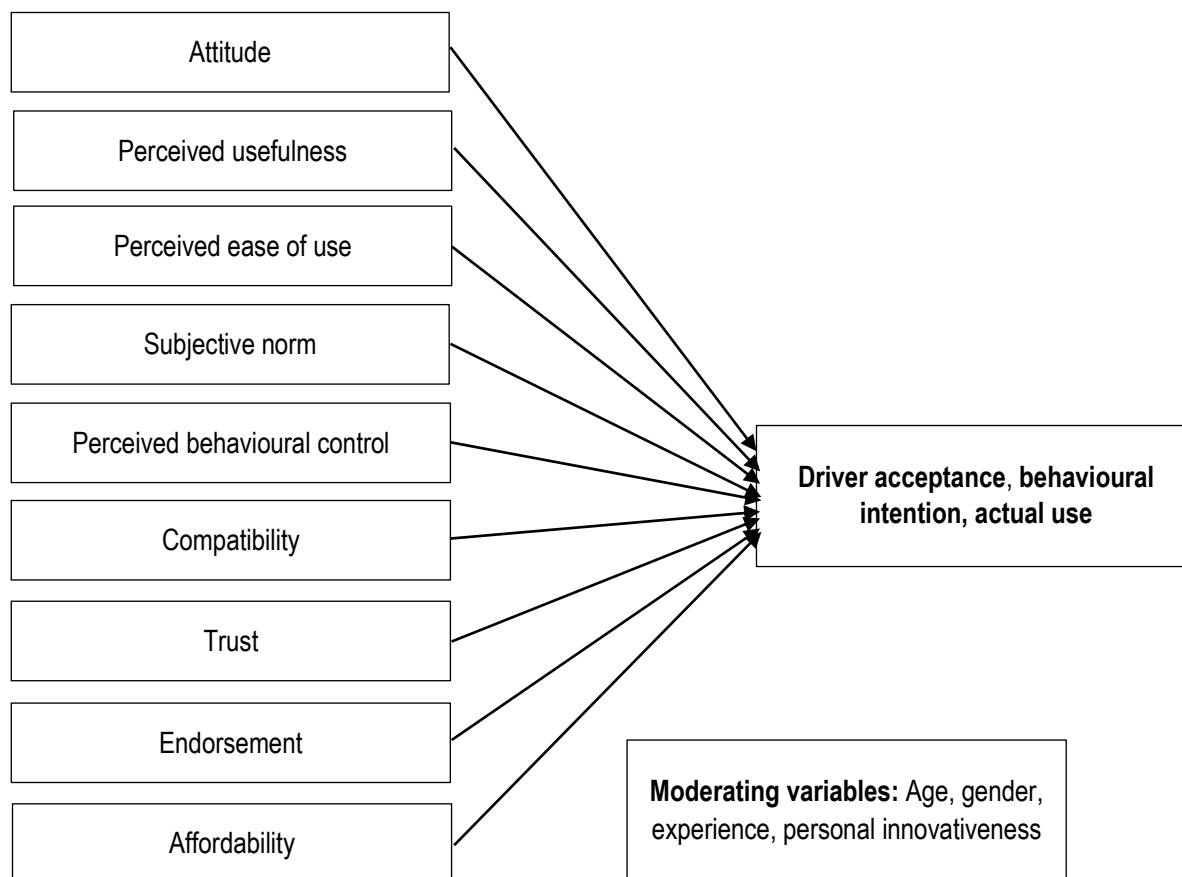 Attitude
Perceived usefulness
Perceived ease of use
Subjective norm
Perceived behavioural control
Compatibility
Trust
Endorsement
Affordability
Driver acceptance, behavioural
intention, actual use
Moderating variables: Age, gender,
experience, personal innovativeness